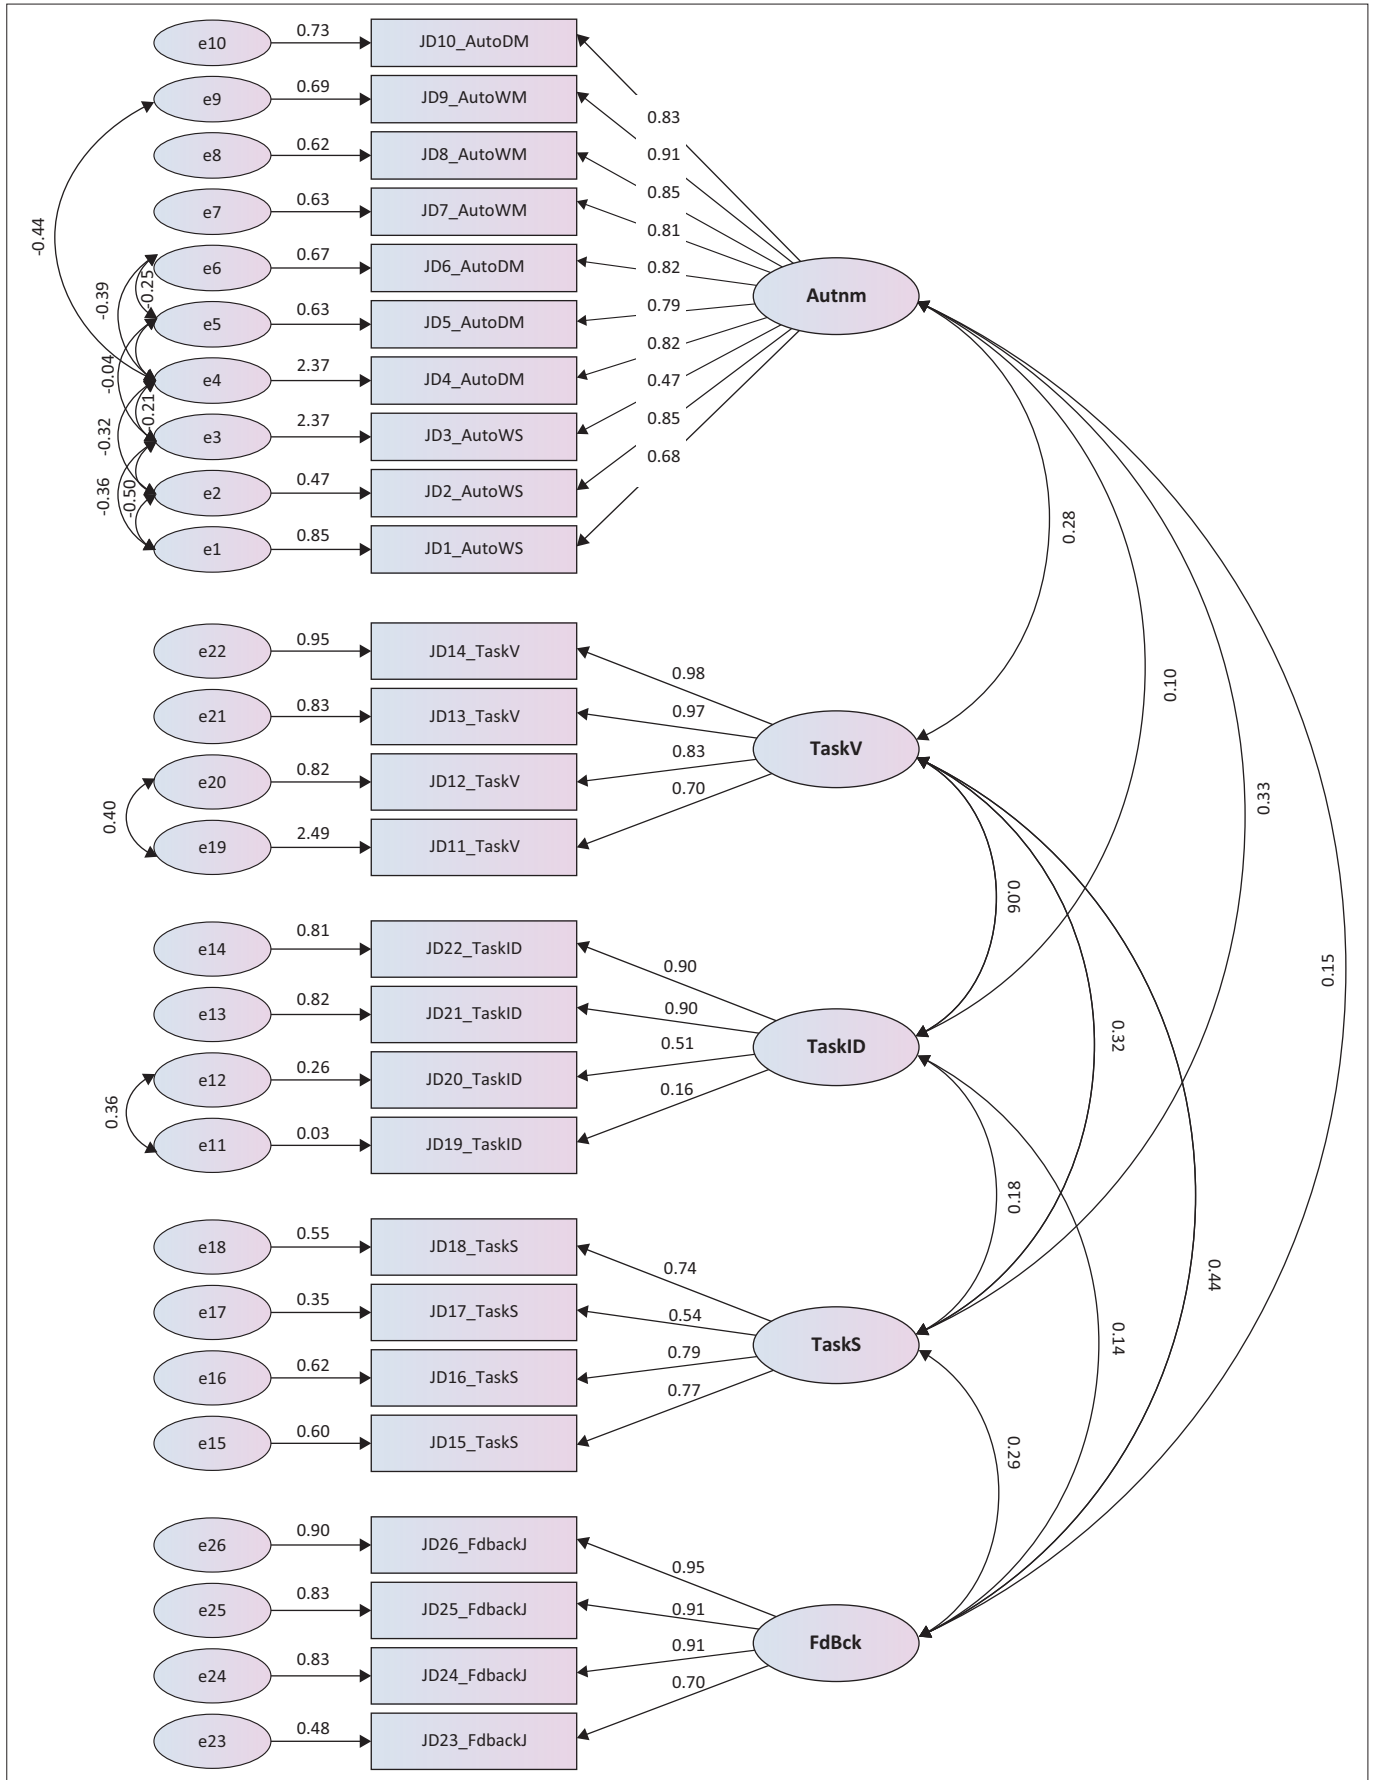 e10 0.73 JD10_AutoDM
e9 0.69 JD9_AutoWM
e8 0.62 JD8_AutoWM
e7 0.63 JD7_AutoWM
e6 0.67 JD6_AutoDM
e5 0.63 JD5_AutoDM
e4 2.37 JD4_AutoDM
e3 2.37 JD3_AutoWS
e2 0.47 JD2_AutoWS
e1 0.85 JD1_AutoWS
-0.44
-0.39
-0.25
-0.04
-0.21
-0.32
-0.36
-0.50
0.83
0.91
0.85
0.81
0.82
0.79
0.82
0.47
0.85
0.68
Autnm
e22 0.95 JD14_TaskV
e21 0.83 JD13_TaskV
e20 0.82 JD12_TaskV
e19 2.49 JD11_TaskV
0.40
0.98
0.97
0.83
0.70
TaskV
e14 0.81 JD22_TaskID
e13 0.82 JD21_TaskID
e12 0.26 JD20_TaskID
e11 0.03 JD19_TaskID
0.36
0.90
0.90
0.51
0.16
TaskID
e18 0.55 JD18_TaskS
e17 0.35 JD17_TaskS
e16 0.62 JD16_TaskS
e15 0.60 JD15_TaskS
0.74
0.54
0.79
0.77
TaskS
e26 0.90 JD26_FdbackJ
e25 0.83 JD25_FdbackJ
e24 0.83 JD24_FdbackJ
e23 0.48 JD23_FdbackJ
0.95
0.91
0.91
0.70
FdBck
0.28
0.10
0.33
0.15
0.06
0.32
0.44
0.18
0.14
0.29